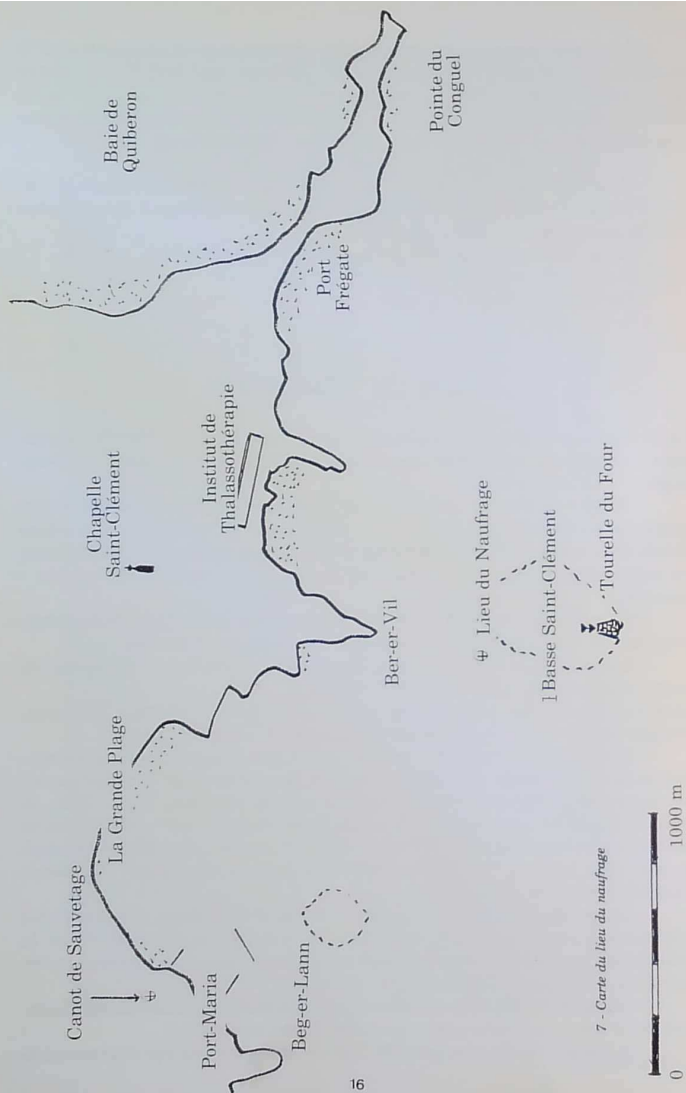 Baie de
Quiberon
Pointe du
Conguel
Port
Frégate
Institut de
Thalassothérapie
Chapelle
Saint-Clément
La Grande Plage
Canot de Sauvetage
Port-Maria
Beg-er-Lann
Ber-er-Vil
Lieu du Naufrage
1 Basse Saint-Clément
Tourelle du Four
7 - Carte du lieu du naufrage
0
1000 m
16